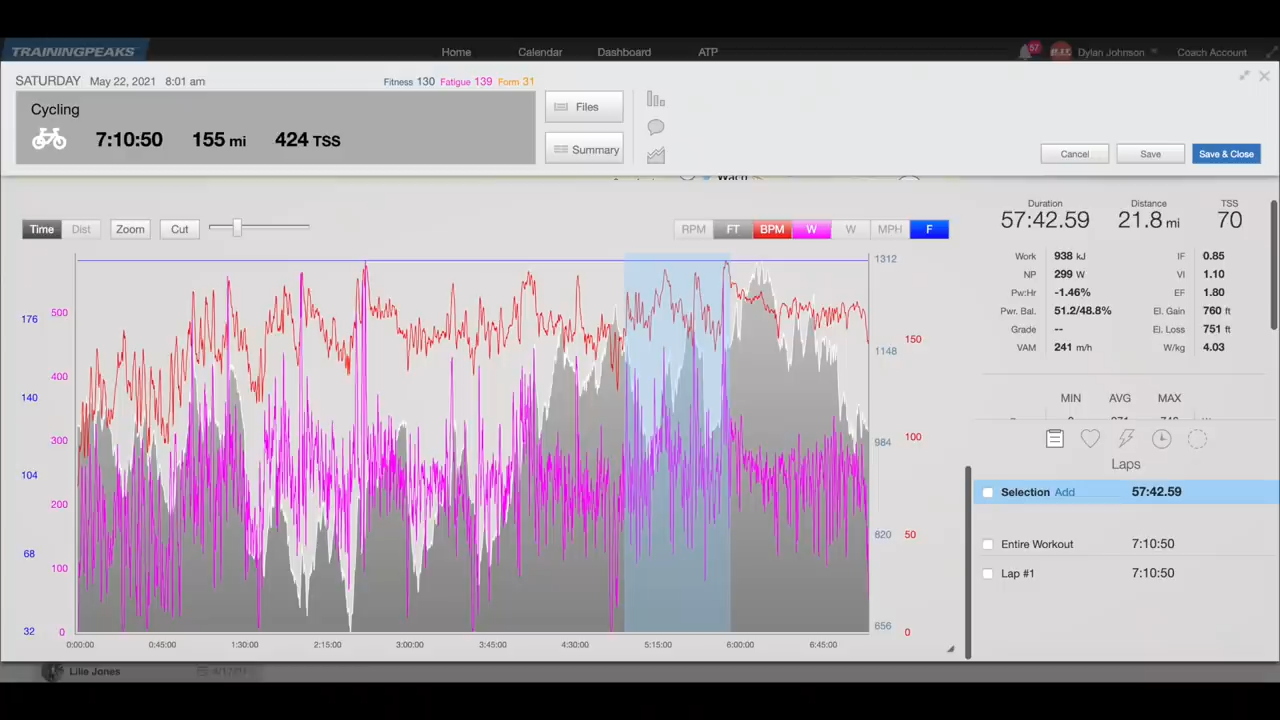 TRAININGPEAKS
Home Calendar Dashboard ATP
57 Dylan Johnson Coach Account
SATURDAY May 22, 2021 8:01 am
Fitness 130 Fatigue 139 Form 31
Cycling
7:10:50 155 mi 424 TSS
Files
Summary
Cancel Save Save & Close
Time Dist Zoom Cut
RPM FT BPM W W MPH F
Duration Distance TSS
57:42.59 21.8 mi 70
Work 938 kJ IF 0.85
NP 299 W VI 1.10
Pw:Hr -1.46% EF 1.80
Pwr. Bal. 51.2/48.8% El. Gain 760 ft
Grade -- El. Loss 751 ft
VAM 241 m/h W/kg 4.03
MIN AVG MAX
Laps
Selection Add 57:42.59
Entire Workout 7:10:50
Lap #1 7:10:50
176 140 104 68 32
500 400 300 200 100 0
1312 1148 984 820 656
150 100 50 0
0:00:00 0:45:00 1:30:00 2:15:00 3:00:00 3:45:00 4:30:00 5:15:00 6:00:00 6:45:00
Lilie Jones